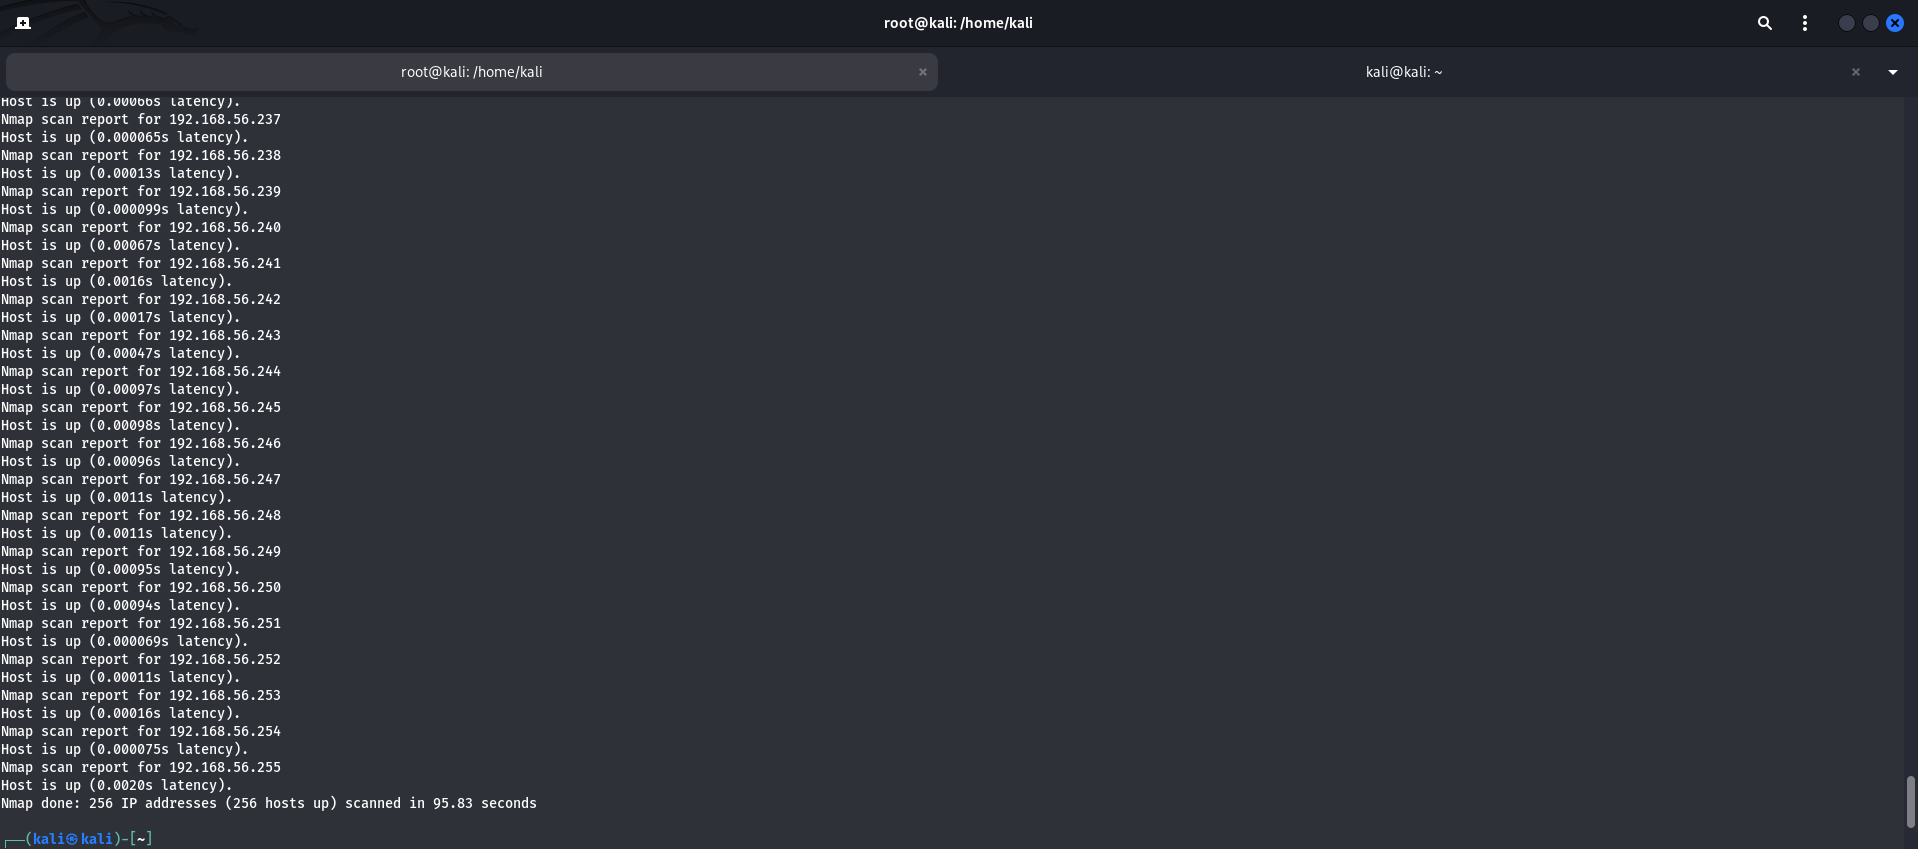 root@kali: /home/kali
root@kali: /home/kali
kali@kali: ~
Host is up (0.00066s latency).
Nmap scan report for 192.168.56.237
Host is up (0.000065s latency).
Nmap scan report for 192.168.56.238
Host is up (0.00013s latency).
Nmap scan report for 192.168.56.239
Host is up (0.000099s latency).
Nmap scan report for 192.168.56.240
Host is up (0.00067s latency).
Nmap scan report for 192.168.56.241
Host is up (0.0016s latency).
Nmap scan report for 192.168.56.242
Host is up (0.00017s latency).
Nmap scan report for 192.168.56.243
Host is up (0.00047s latency).
Nmap scan report for 192.168.56.244
Host is up (0.00097s latency).
Nmap scan report for 192.168.56.245
Host is up (0.00098s latency).
Nmap scan report for 192.168.56.246
Host is up (0.00096s latency).
Nmap scan report for 192.168.56.247
Host is up (0.0011s latency).
Nmap scan report for 192.168.56.248
Host is up (0.0011s latency).
Nmap scan report for 192.168.56.249
Host is up (0.00095s latency).
Nmap scan report for 192.168.56.250
Host is up (0.00094s latency).
Nmap scan report for 192.168.56.251
Host is up (0.000069s latency).
Nmap scan report for 192.168.56.252
Host is up (0.00011s latency).
Nmap scan report for 192.168.56.253
Host is up (0.00016s latency).
Nmap scan report for 192.168.56.254
Host is up (0.000075s latency).
Nmap scan report for 192.168.56.255
Host is up (0.0020s latency).
Nmap done: 256 IP addresses (256 hosts up) scanned in 95.83 seconds
┌──(kali㉿kali)-[~]